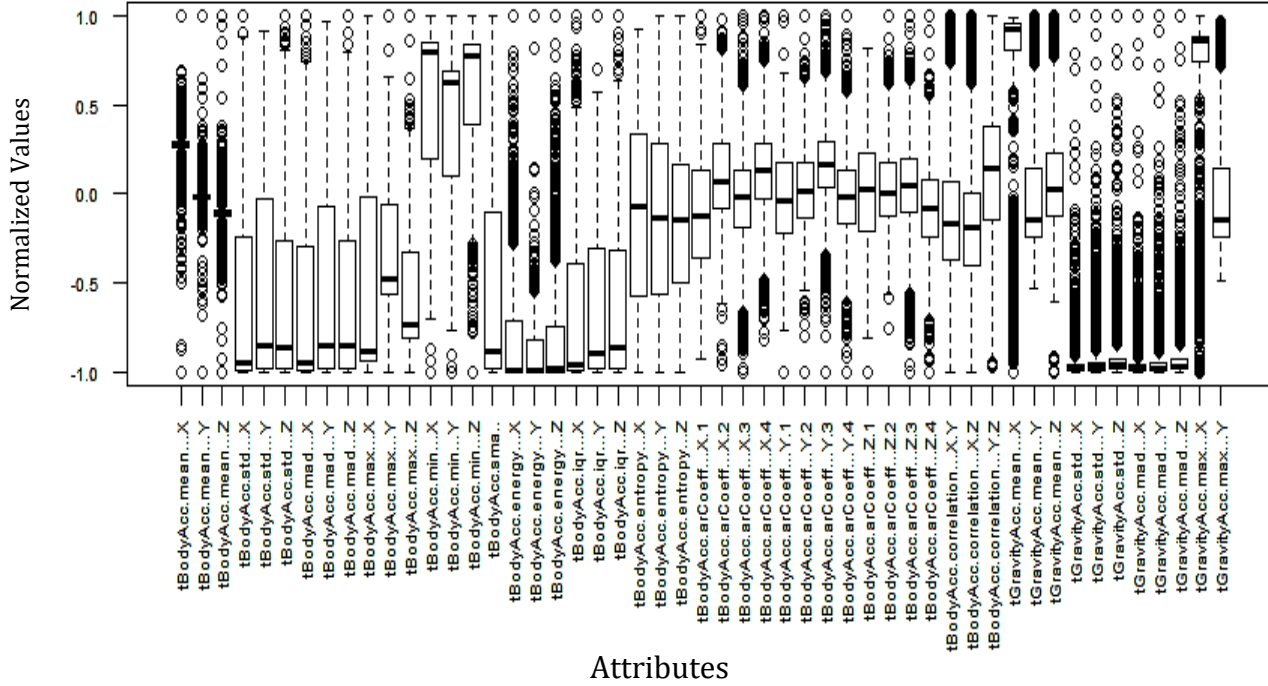 Normalized Values
1.0
0.5
0.0
-0.5
-1.0
tBodyAcc.mean...X
tBodyAcc.mean...Y
tBodyAcc.mean...Z
tBodyAcc.std...X
tBodyAcc.std...Y
tBodyAcc.std...Z
tBodyAcc.mad...X
tBodyAcc.mad...Y
tBodyAcc.mad...Z
tBodyAcc.max...X
tBodyAcc.max...Y
tBodyAcc.max...Z
tBodyAcc.min...X
tBodyAcc.min...Y
tBodyAcc.min...Z
tBodyAcc.sma..
tBodyAcc.energy...X
tBodyAcc.energy...Y
tBodyAcc.energy...Z
tBodyAcc.iqr...X
tBodyAcc.iqr...Y
tBodyAcc.iqr...Z
tBodyAcc.entropy...X
tBodyAcc.entropy...Y
tBodyAcc.entropy...Z
tBodyAcc.arCoeff...X.1
tBodyAcc.arCoeff...X.2
tBodyAcc.arCoeff...X.3
tBodyAcc.arCoeff...X.4
tBodyAcc.arCoeff...Y.1
tBodyAcc.arCoeff...Y.2
tBodyAcc.arCoeff...Y.3
tBodyAcc.arCoeff...Y.4
tBodyAcc.arCoeff...Z.1
tBodyAcc.arCoeff...Z.2
tBodyAcc.arCoeff...Z.3
tBodyAcc.arCoeff...Z.4
tBodyAcc.correlation...X.Y
tBodyAcc.correlation...X.Z
tBodyAcc.correlation...Y.Z
tGravityAcc.mean...X
tGravityAcc.mean...Y
tGravityAcc.mean...Z
tGravityAcc.std...X
tGravityAcc.std...Y
tGravityAcc.std...Z
tGravityAcc.mad...X
tGravityAcc.mad...Y
tGravityAcc.mad...Z
tGravityAcc.max...X
tGravityAcc.max...Y
Attributes